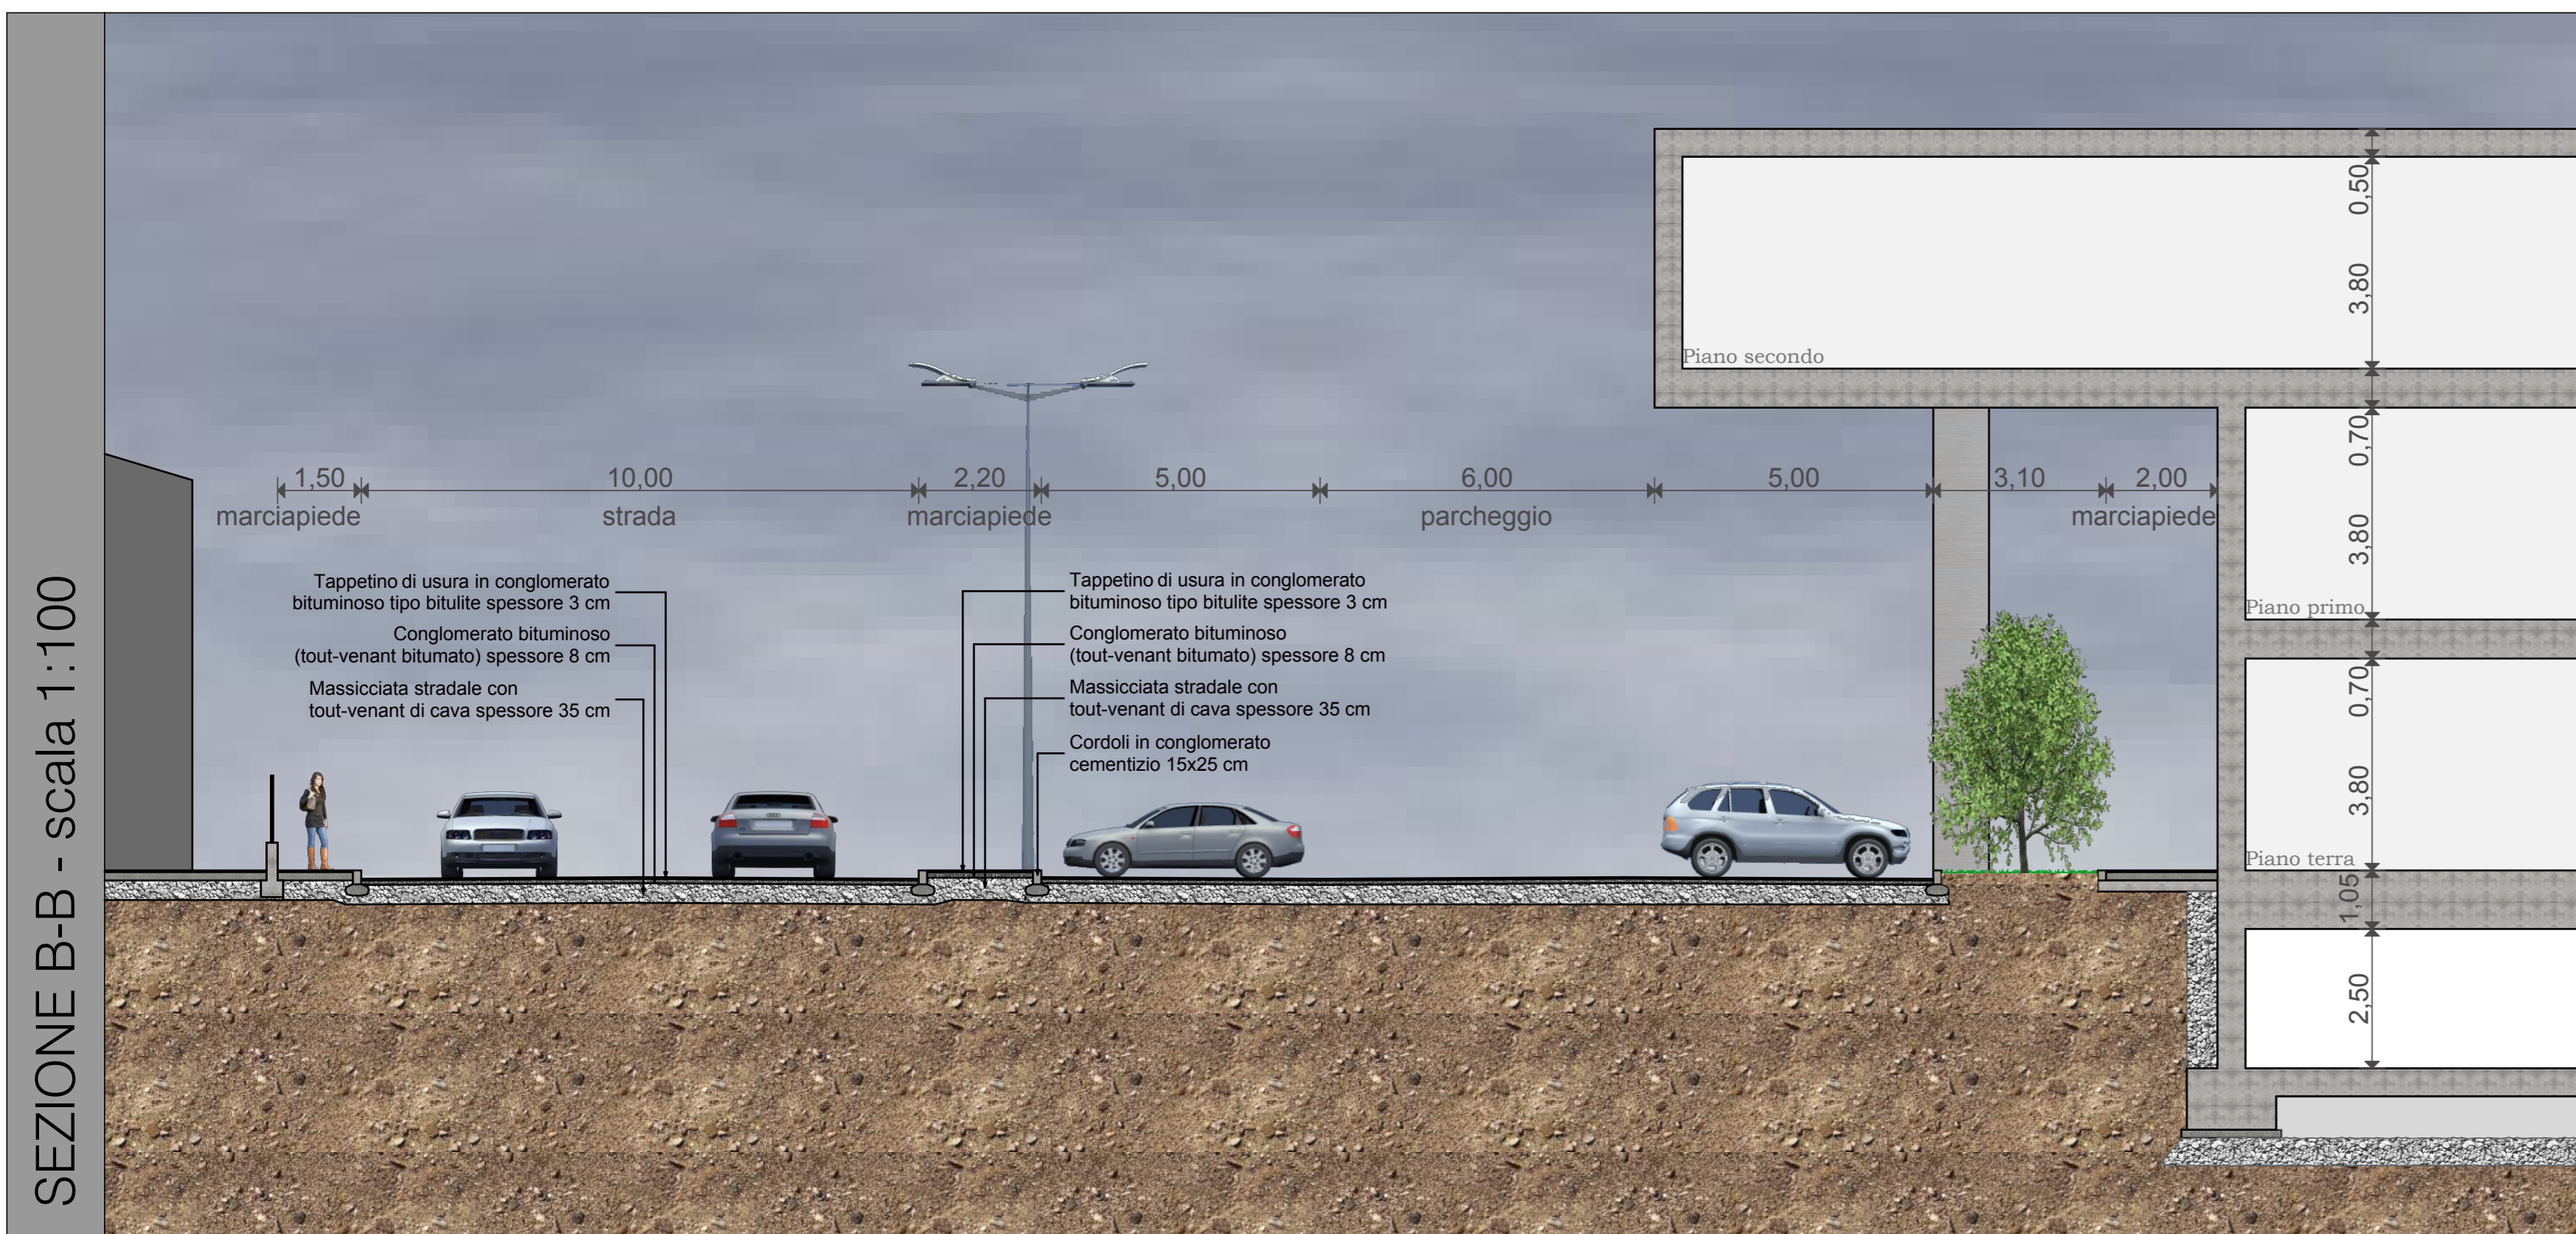 SEZIONE B-B - scala 1:100
1,50
10,00
2,20
5,00
6,00
5,00
3,10
2,00
marciapiede
strada
marciapiede
parcheggio
marciapiede
Tappetino di usura in conglomerato
bituminoso tipo bitulite spessore 3 cm
Conglomerato bituminoso
(tout-venant bitumato) spessore 8 cm
Massicciata stradale con
tout-venant di cava spessore 35 cm
Tappetino di usura in conglomerato
bituminoso tipo bitulite spessore 3 cm
Conglomerato bituminoso
(tout-venant bitumato) spessore 8 cm
Massicciata stradale con
tout-venant di cava spessore 35 cm
Cordoli in conglomerato
cementizio 15x25 cm
0,50
3,80
Piano secondo
0,70
3,80
Piano primo
0,70
3,80
Piano terra
1,05
2,50